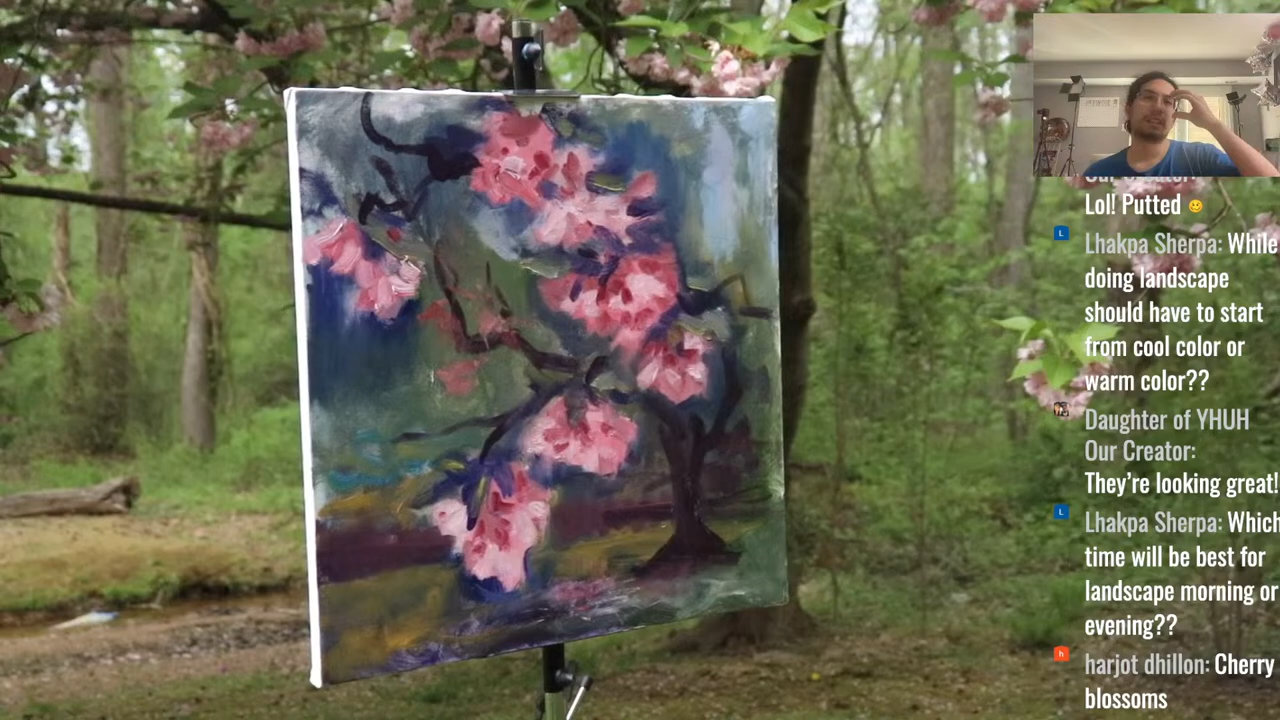 Lol! Putted
Lhakpa Sherpa: While
doing landscape
should have to start
from cool color or
warm color??
Daughter of YHUH
Our Creator:
They're looking great!
Lhakpa Sherpa: Which
time will be best for
landscape morning or
evening??
harjot dhillon: Cherry
blossoms